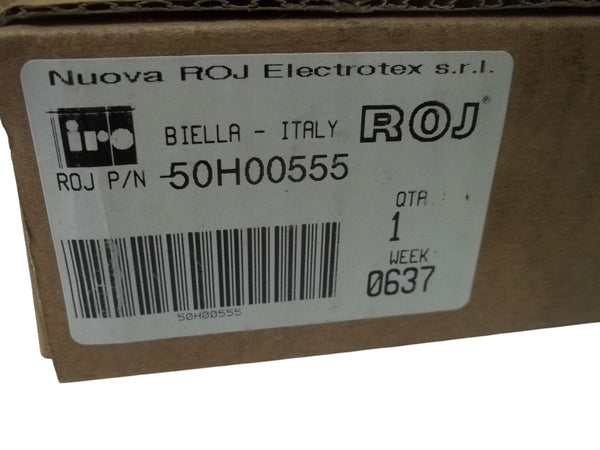 Nuova ROJ Electrotex s.r.l.
iro BIELLA - ITALY ROJ®
ROJ P/N 50H00555
QTA.:
1
WEEK:
0637
50H00555